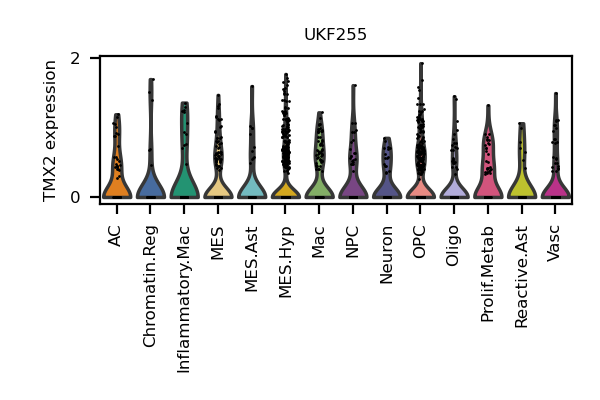 UKF255
TMX2 expression
2
0
AC
Chromatin.Reg
Inflammatory.Mac
MES
MES.Ast
MES.Hyp
Mac
NPC
Neuron
OPC
Oligo
Prolif.Metab
Reactive.Ast
Vasc